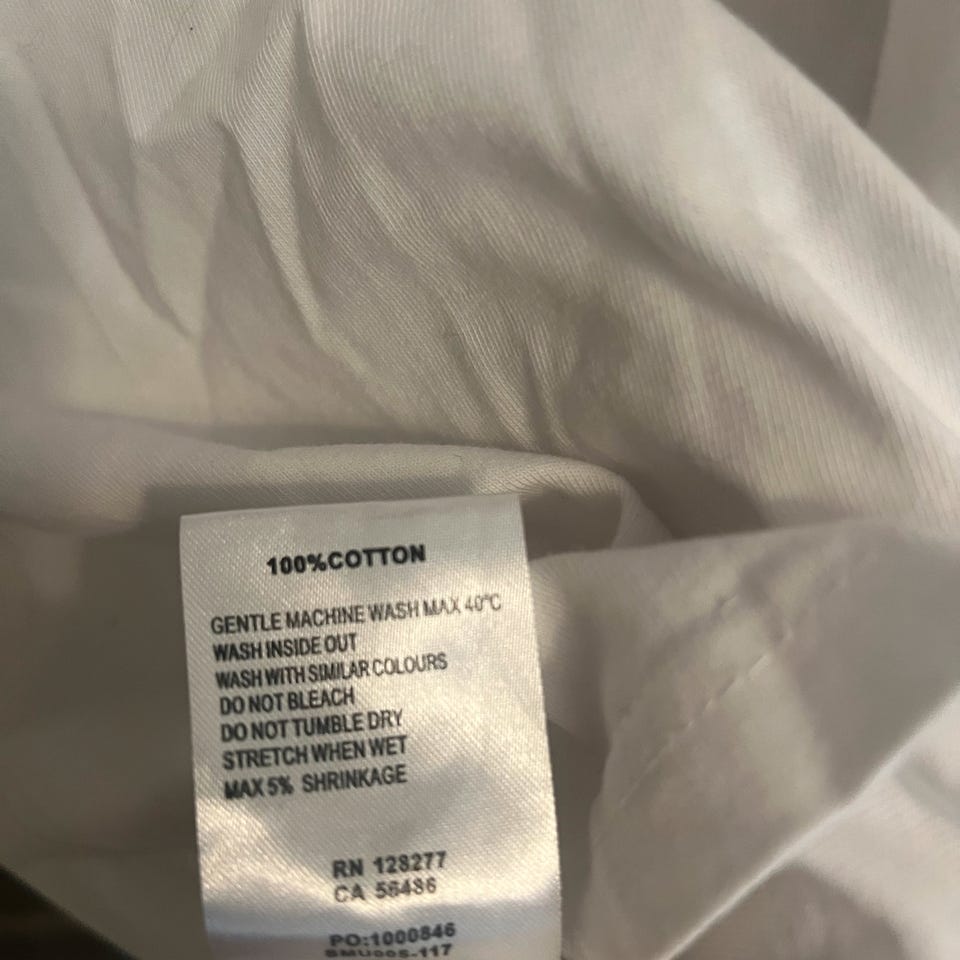 100%COTTON
GENTLE MACHINE WASH MAX 40°C
WASH INSIDE OUT
WASH WITH SIMILAR COLOURS
DO NOT BLEACH
DO NOT TUMBLE DRY
STRETCH WHEN WET
MAX 5% SHRINKAGE
RN 128277
CA 56486
PO:1000846